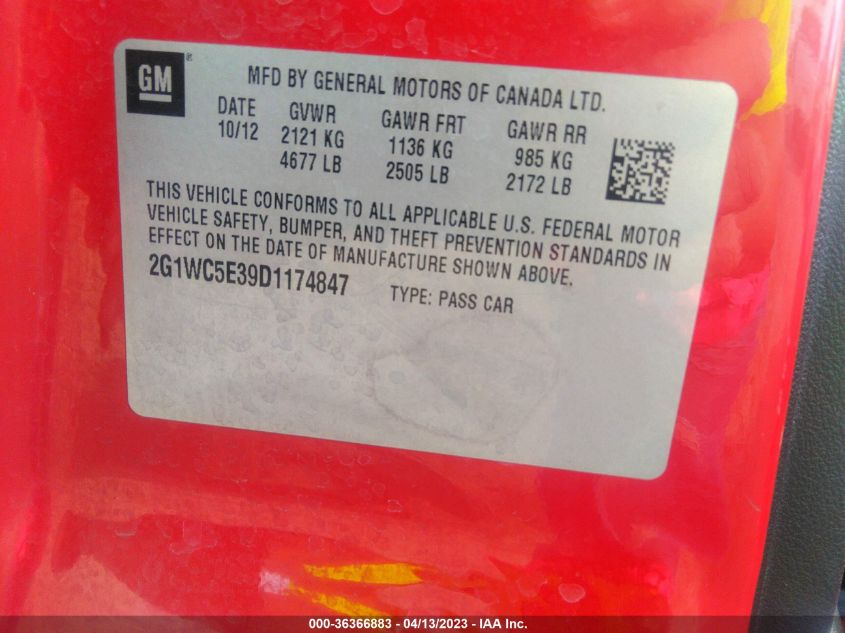 GM ®
MFD BY GENERAL MOTORS OF CANADA LTD.
DATE GVWR GAWR FRT GAWR RR
10/12 2121 KG 1136 KG 985 KG
4677 LB 2505 LB 2172 LB
THIS VEHICLE CONFORMS TO ALL APPLICABLE U.S. FEDERAL MOTOR
VEHICLE SAFETY, BUMPER, AND THEFT PREVENTION STANDARDS IN
EFFECT ON THE DATE OF MANUFACTURE SHOWN ABOVE.
2G1WC5E39D1174847 TYPE: PASS CAR
000-36366883 - 04/13/2023 - IAA Inc.